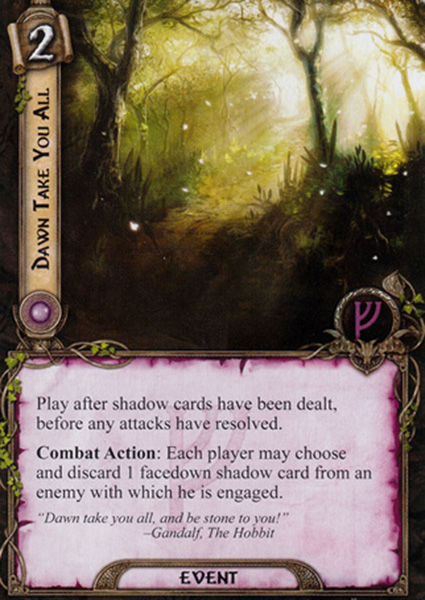 2
DAWN TAKE YOU ALL
Play after shadow cards have been dealt,
before any attacks have resolved.
Combat Action: Each player may choose
and discard 1 facedown shadow card from an
enemy with which he is engaged.
“Dawn take you all, and be stone to you!”
–Gandalf, The Hobbit
EVENT